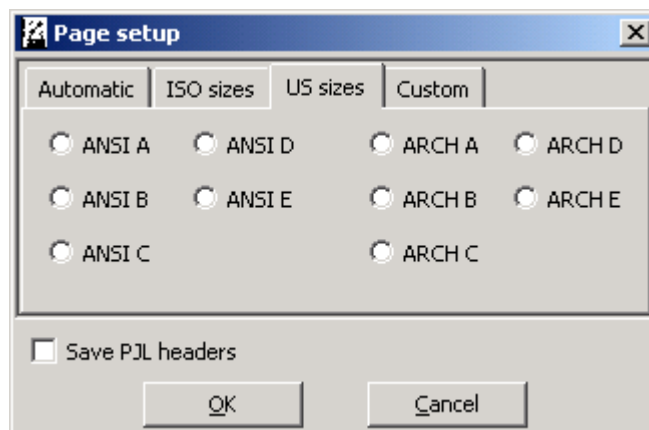 Page setup
Automatic ISO sizes US sizes Custom
ANSI A ANSI D ARCH A ARCH D
ANSI B ANSI E ARCH B ARCH E
ANSI C ARCH C
Save PJL headers
OK Cancel